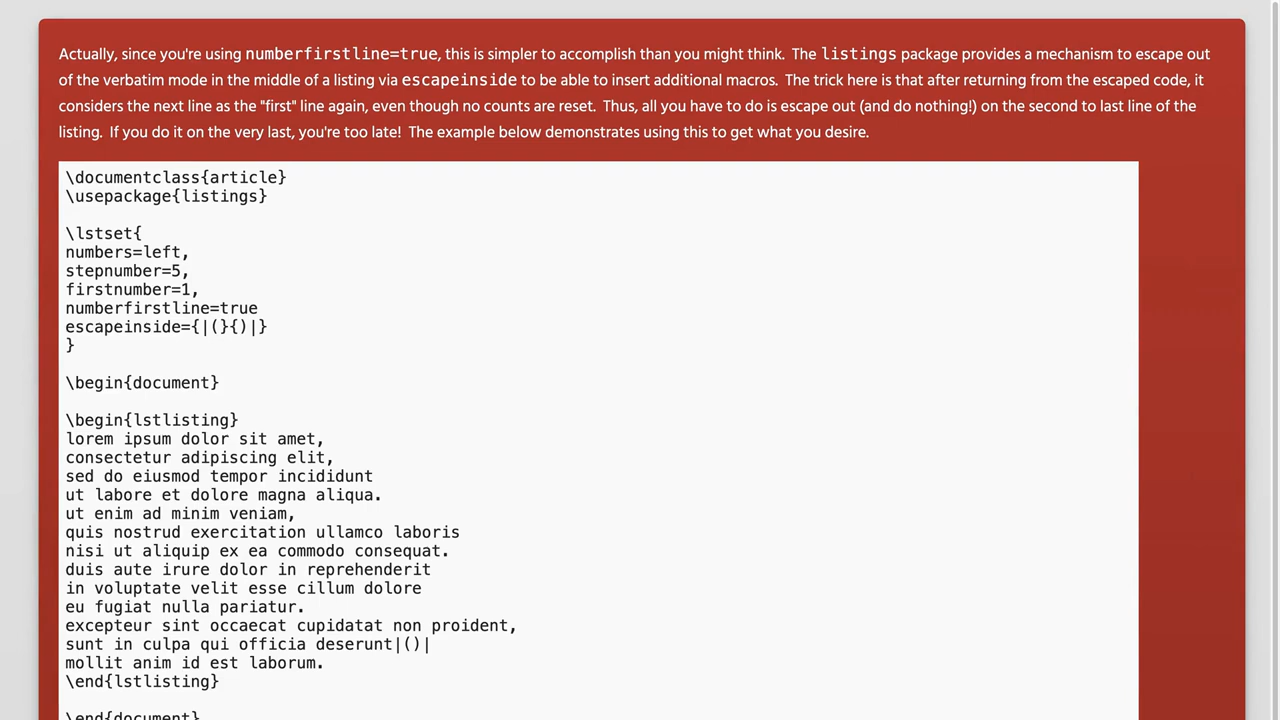 Actually, since you're using numberfirstline=true, this is simpler to accomplish than you might think. The listings package provides a mechanism to escape out
of the verbatim mode in the middle of a listing via escapeinside to be able to insert additional macros. The trick here is that after returning from the escaped code, it
considers the next line as the "first" line again, even though no counts are reset. Thus, all you have to do is escape out (and do nothing!) on the second to last line of the
listing. If you do it on the very last, you're too late! The example below demonstrates using this to get what you desire.
\documentclass{article}
\usepackage{listings}
\lstset{
numbers=left,
stepnumber=5,
firstnumber=1,
numberfirstline=true
escapeinside={|(}{)|}
}
\begin{document}
\begin{lstlisting}
lorem ipsum dolor sit amet,
consectetur adipiscing elit,
sed do eiusmod tempor incididunt
ut labore et dolore magna aliqua.
ut enim ad minim veniam,
quis nostrud exercitation ullamco laboris
nisi ut aliquip ex ea commodo consequat.
duis aute irure dolor in reprehenderit
in voluptate velit esse cillum dolore
eu fugiat nulla pariatur.
excepteur sint occaecat cupidatat non proident,
sunt in culpa qui officia deserunt|()|
mollit anim id est laborum.
\end{lstlisting}
\end{document}